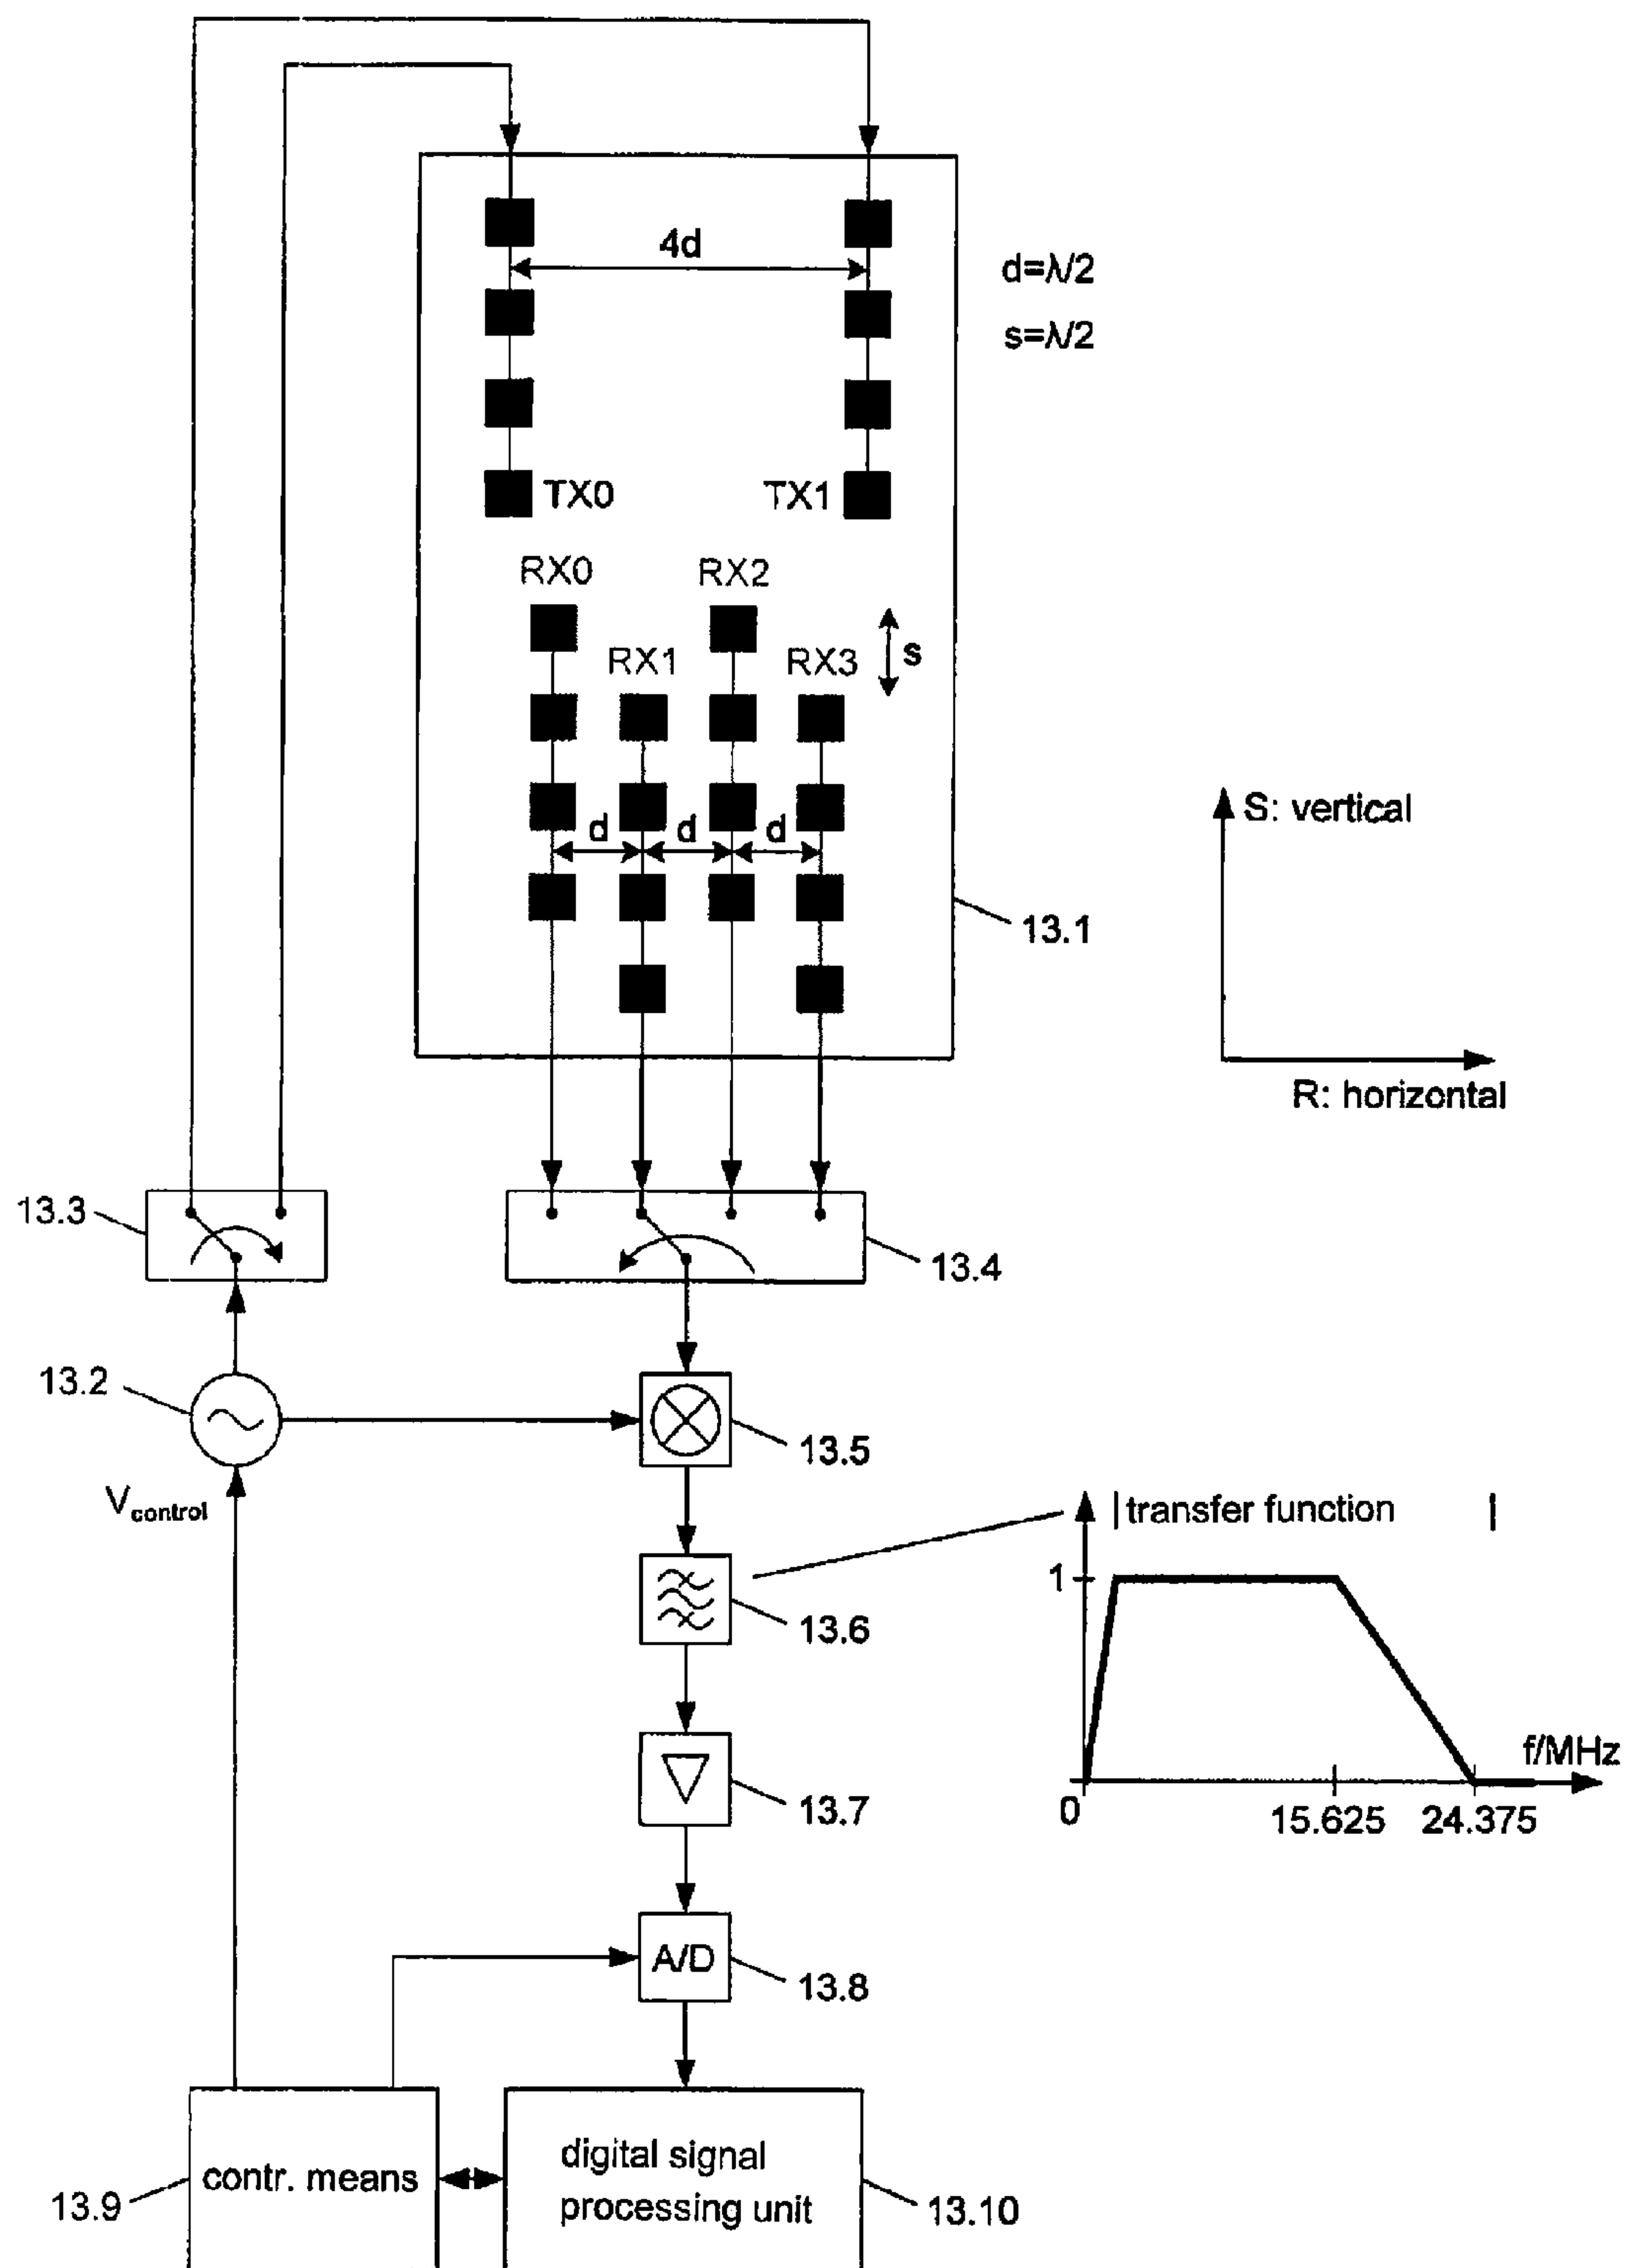 4d
d=λ/2
s=λ/2
TX0
TX1
RX0
RX2
RX1
RX3
s
d
d
d
13.1
S: vertical
R: horizontal
13.3
13.4
13.2
13.5
Vcontrol
|transfer function |
1
13.6
f/MHz
0
15.625
24.375
13.7
A/D
13.8
contr. means
digital signal
processing unit
13.9
13.10